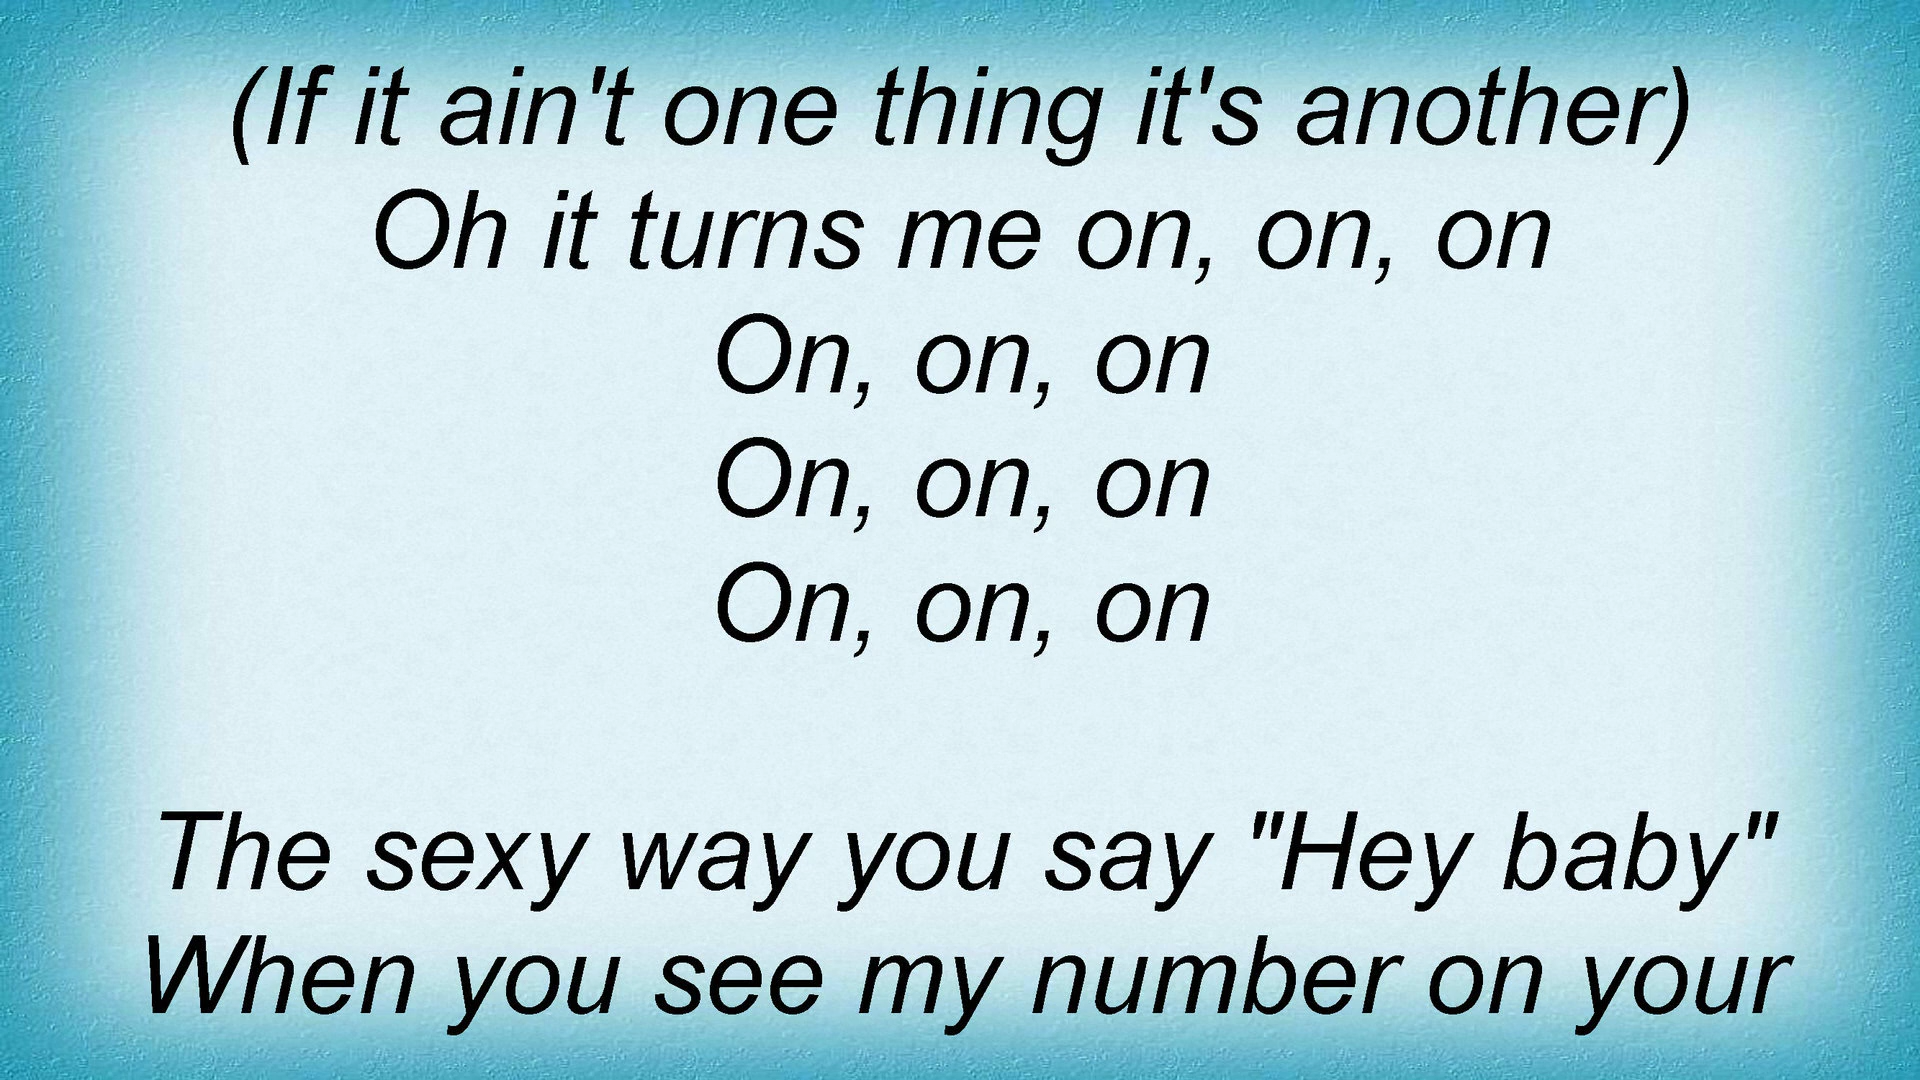 (If it ain't one thing it's another)
Oh it turns me on, on, on
On, on, on
On, on, on
On, on, on
The sexy way you say "Hey baby"
When you see my number on your